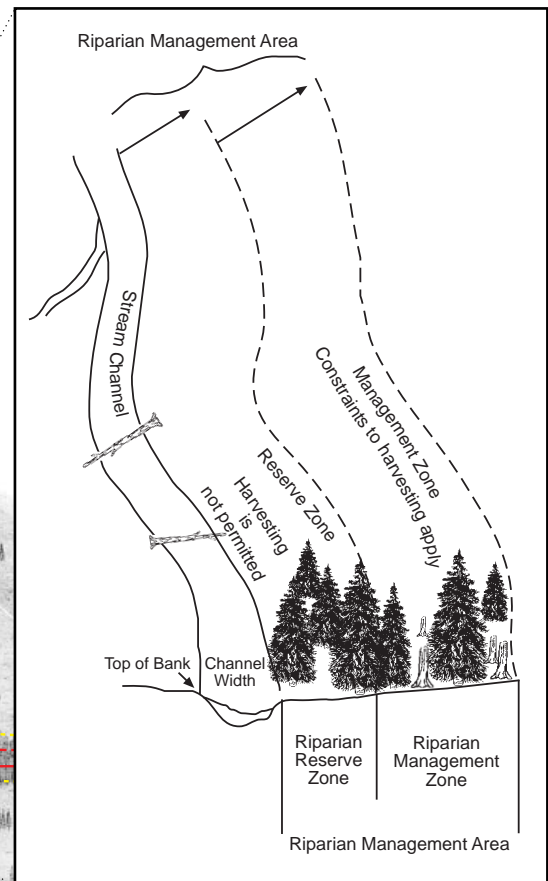 Riparian Management Area
Stream Channel
Management Zone
Constraints to harvesting apply
Reserve Zone
Harvesting
is
not permitted
Top of Bank
Channel
Width
Riparian
Reserve
Zone
Riparian
Management
Zone
Riparian Management Area